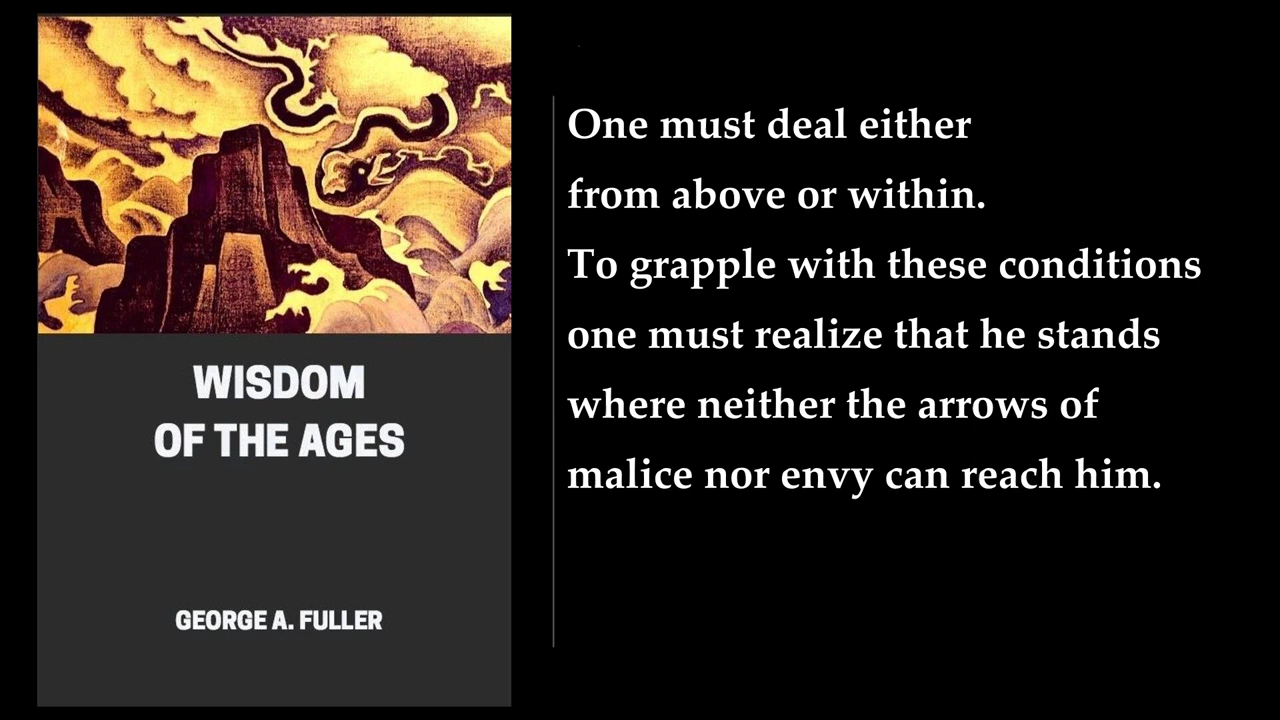 WISDOM
OF THE AGES
GEORGE A. FULLER
One must deal either
from above or within.
To grapple with these conditions
one must realize that he stands
where neither the arrows of
malice nor envy can reach him.